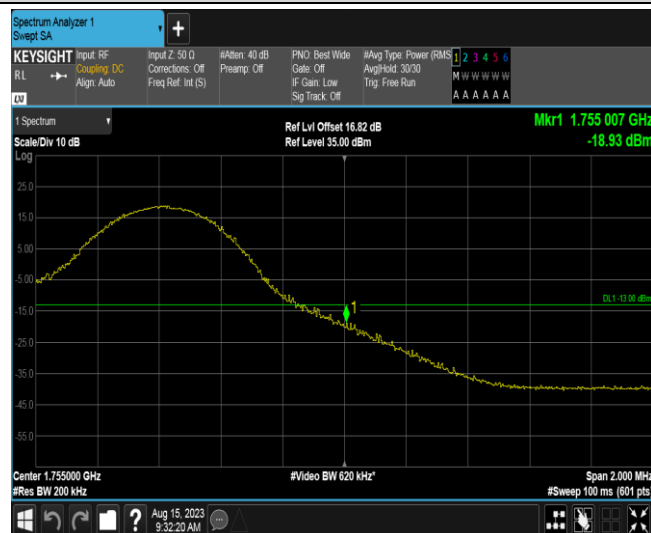 Spectrum Analyzer 1
Swept SA
+
KEYSIGHT
RL
LXI
Input: RF
Coupling: DC
Align: Auto
Input Z: 50 Ω
Corrections: Off
Freq Ref: Int (S)
#Atten: 40 dB
Preamp: Off
PNO: Best Wide
Gate: Off
IF Gain: Low
Sig Track: Off
#Avg Type: Power (RMS
Avg|Hold: 30/30
Trig: Free Run
1 2 3 4 5 6
M W W W W W
A A A A A A
1 Spectrum
Scale/Div 10 dB
Ref Lvl Offset 16.82 dB
Ref Level 35.00 dBm
Mkr1 1.755 007 GHz
-18.93 dBm
Log
25.0
15.0
5.00
-5.00
-15.0
-25.0
-35.0
-45.0
-55.0
1
DL1 -13.00 dBm
Center 1.755000 GHz
#Res BW 200 kHz
#Video BW 620 kHz*
Span 2.000 MHz
#Sweep 100 ms (601 pts)
?
Aug 15, 2023
9:32:20 AM